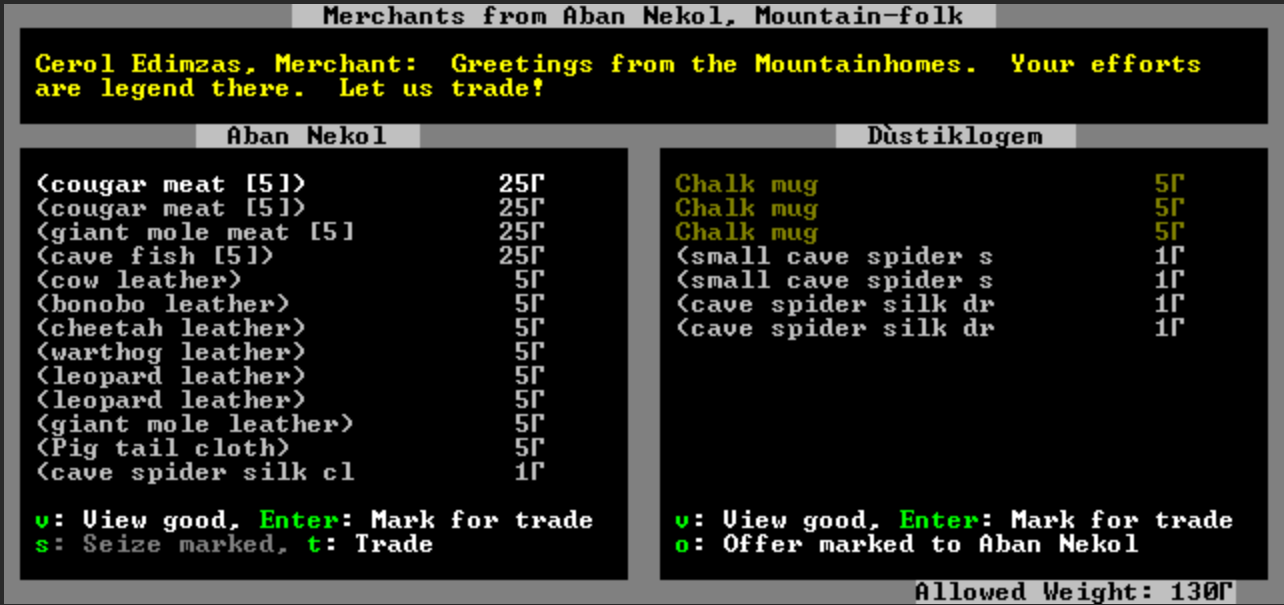 Merchants from Aban Nekol, Mountain-folk
Cerol Edimzas, Merchant: Greetings from the Mountainhomes. Your efforts
are legend there. Let us trade!
Aban Nekol
(cougar meat [5]) 25Γ
(cougar meat [5]) 25Γ
(giant mole meat [5] 25Γ
(cave fish [5]) 25Γ
(cow leather) 5Γ
(bonobo leather) 5Γ
(cheetah leather) 5Γ
(warthog leather) 5Γ
(leopard leather) 5Γ
(leopard leather) 5Γ
(giant mole leather) 5Γ
(Pig tail cloth) 5Γ
(cave spider silk cl 1Γ
v: View good, Enter: Mark for trade
s: Seize marked, t: Trade
Dùstiklogem
Chalk mug 5Γ
Chalk mug 5Γ
Chalk mug 5Γ
(small cave spider s 1Γ
(small cave spider s 1Γ
(cave spider silk dr 1Γ
(cave spider silk dr 1Γ
v: View good, Enter: Mark for trade
o: Offer marked to Aban Nekol
Allowed Weight: 130Γ